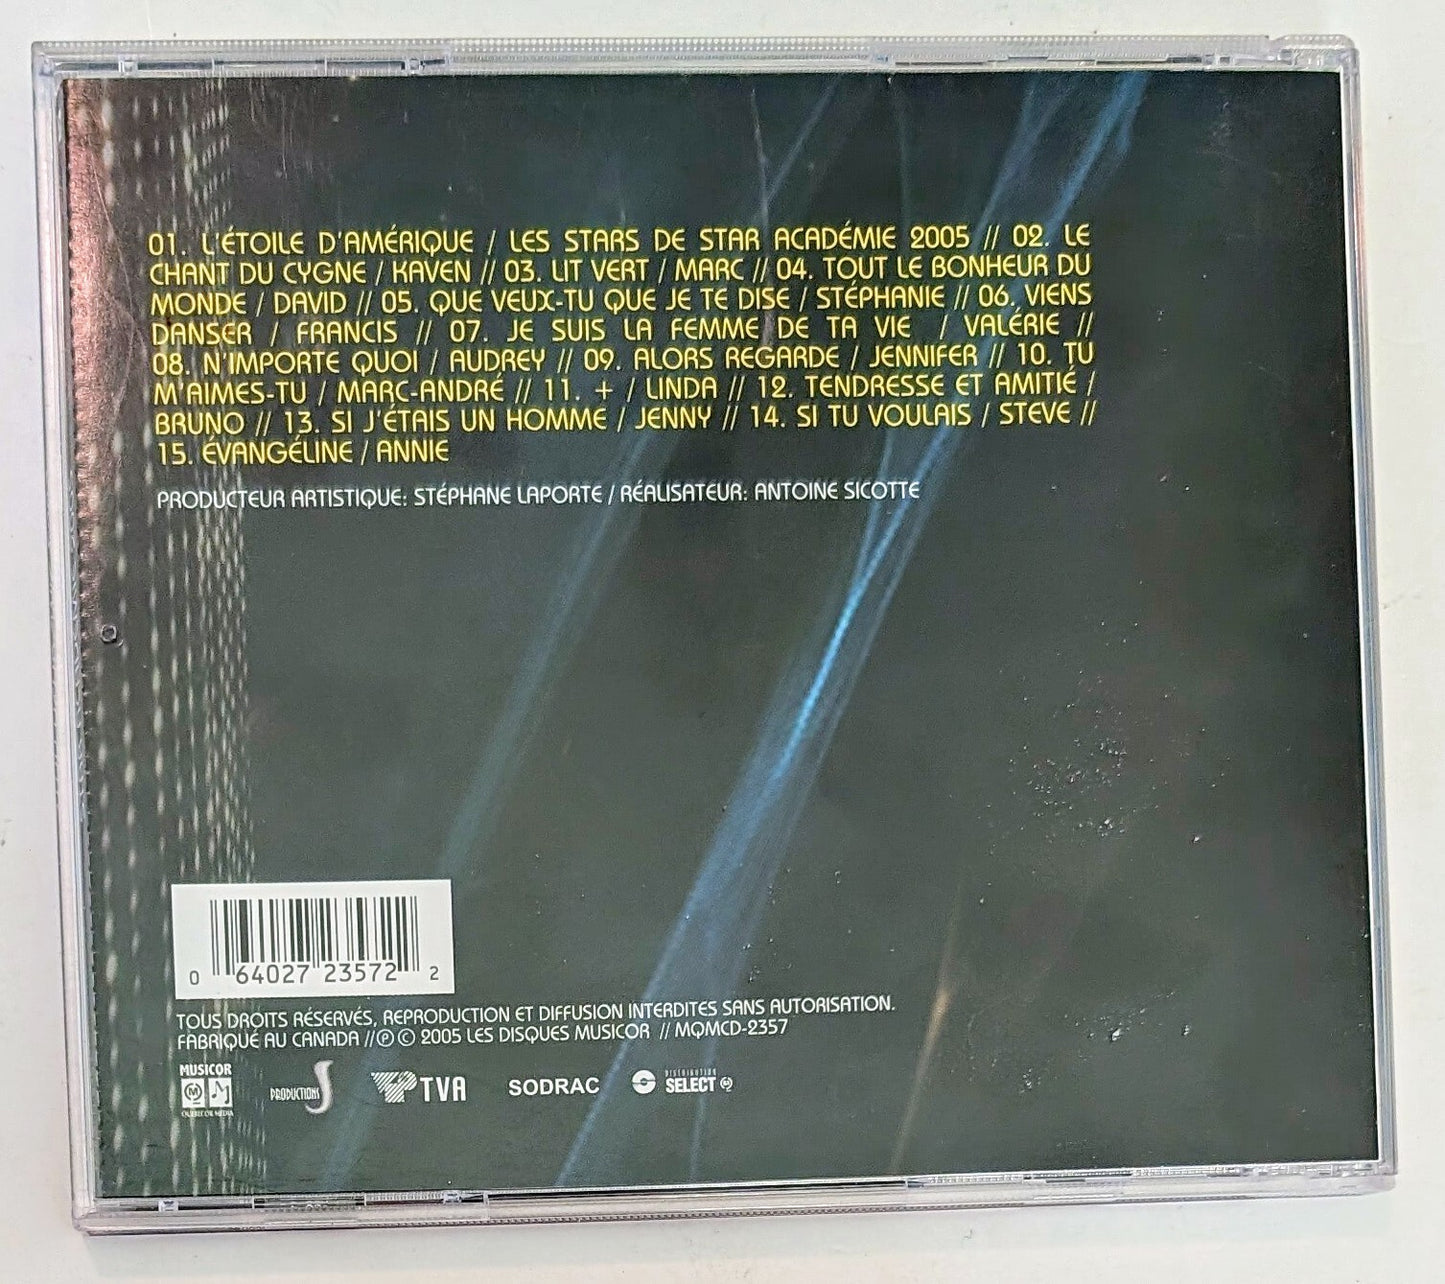 01. L'ÉTOILE D'AMÉRIQUE / LES STARS DE STAR ACADÉMIE 2005 // 02. LE
CHANT DU CYGNE / KAVEN // 03. LIT VERT / MARC // 04. TOUT LE BONHEUR DU
MONDE / DAVID // 05. QUE VEUX-TU QUE JE TE DISE / STÉPHANIE // 06. VIENS
DANSER / FRANCIS // 07. JE SUIS LA FEMME DE TA VIE / VALÉRIE //
08. N'IMPORTE QUOI / AUDREY // 09. ALORS REGARDE / JENNIFER // 10. TU
M'AIMES-TU / MARC-ANDRÉ // 11. + / LINDA // 12. TENDRESSE ET AMITIÉ /
BRUNO // 13. SI J'ÉTAIS UN HOMME / JENNY // 14. SI TU VOULAIS / STEVE //
15. ÉVANGÉLINE / ANNIE
PRODUCTEUR ARTISTIQUE: STÉPHANE LAPORTE / RÉALISATEUR: ANTOINE SICOTTE
0 64027 23572 2
TOUS DROITS RÉSERVÉS, REPRODUCTION ET DIFFUSION INTERDITES SANS AUTORISATION.
FABRIQUÉ AU CANADA // ℗ © 2005 LES DISQUES MUSICOR // MQMCD-2357
MUSICOR
QUEBECOR MEDIA
PRODUCTIONS J
TVA
SODRAC
DISTRIBUTION
SELECT